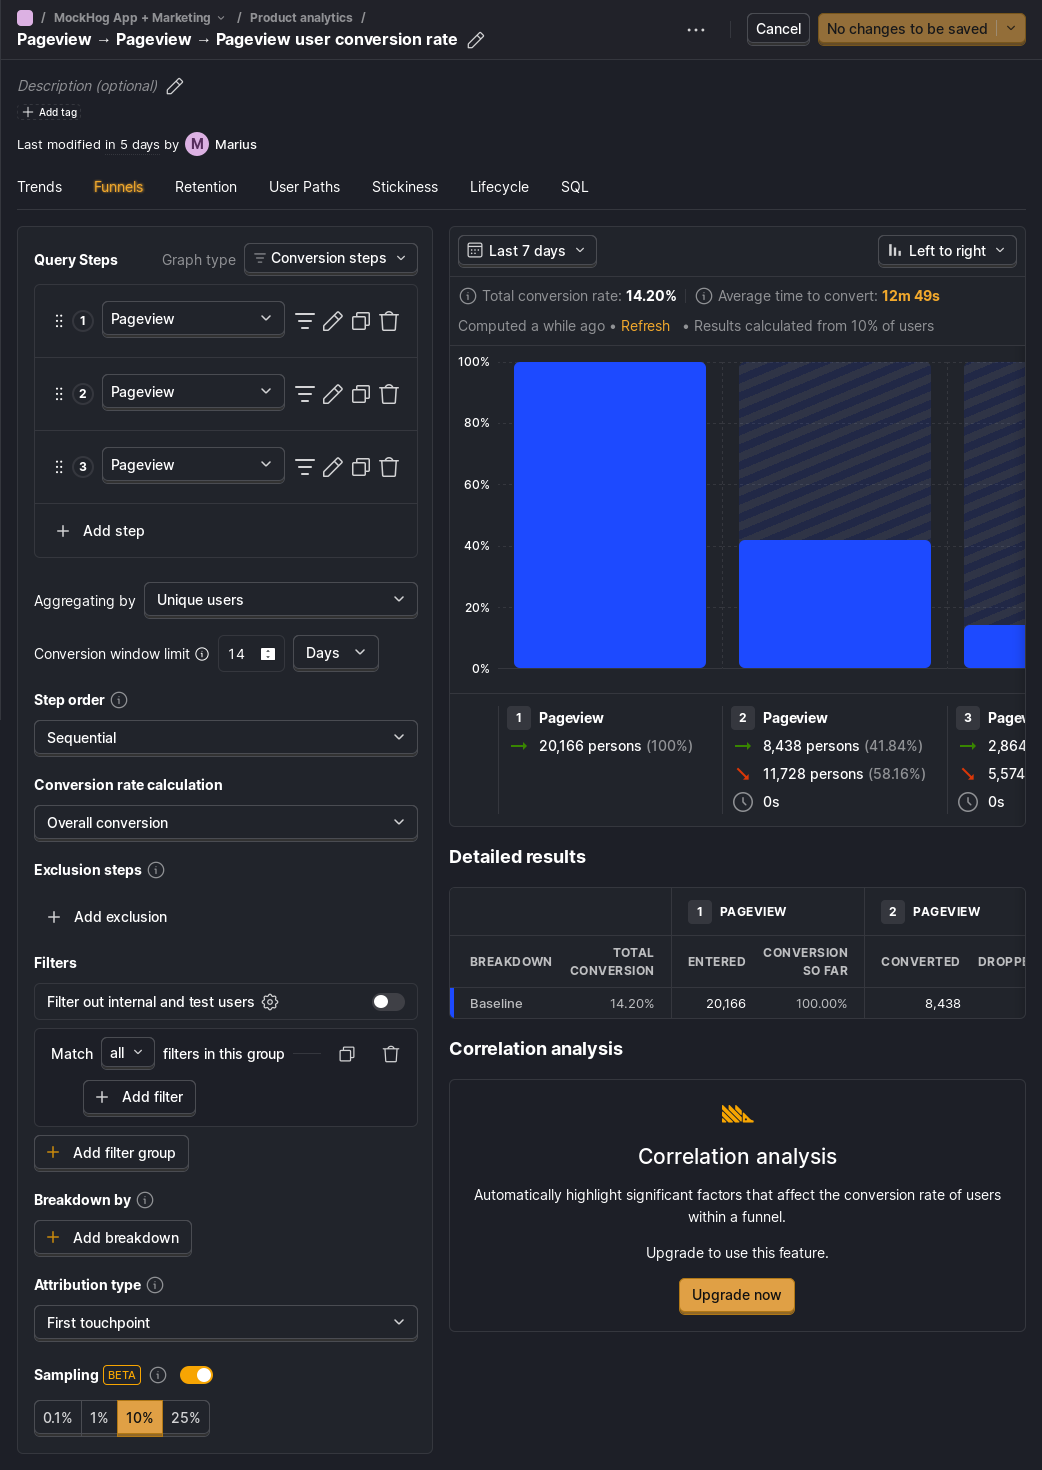 / MockHog App + Marketing / Product analytics /
Pageview → Pageview → Pageview user conversion rate
Cancel
No changes to be saved
Description (optional)
Add tag
Last modified in 5 days by M Marius
Trends Funnels Retention User Paths Stickiness Lifecycle SQL
Query Steps
Graph type Conversion steps
1 Pageview
2 Pageview
3 Pageview
Add step
Aggregating by Unique users
Conversion window limit 14 Days
Step order
Sequential
Conversion rate calculation
Overall conversion
Exclusion steps
Add exclusion
Filters
Filter out internal and test users
Match all filters in this group
Add filter
Add filter group
Breakdown by
Add breakdown
Attribution type
First touchpoint
Sampling BETA
0.1% 1% 10% 25%
Last 7 days
Left to right
Total conversion rate: 14.20% Average time to convert: 12m 49s
Computed a while ago • Refresh • Results calculated from 10% of users
100%
80%
60%
40%
20%
0%
1 Pageview
20,166 persons (100%)
2 Pageview
8,438 persons (41.84%)
11,728 persons (58.16%)
0s
3 Pagev
2,864
5,574
0s
Detailed results
1 PAGEVIEW 2 PAGEVIEW
BREAKDOWN TOTAL CONVERSION ENTERED CONVERSION SO FAR CONVERTED DROPPE
Baseline 14.20% 20,166 100.00% 8,438
Correlation analysis
Correlation analysis
Automatically highlight significant factors that affect the conversion rate of users
within a funnel.
Upgrade to use this feature.
Upgrade now